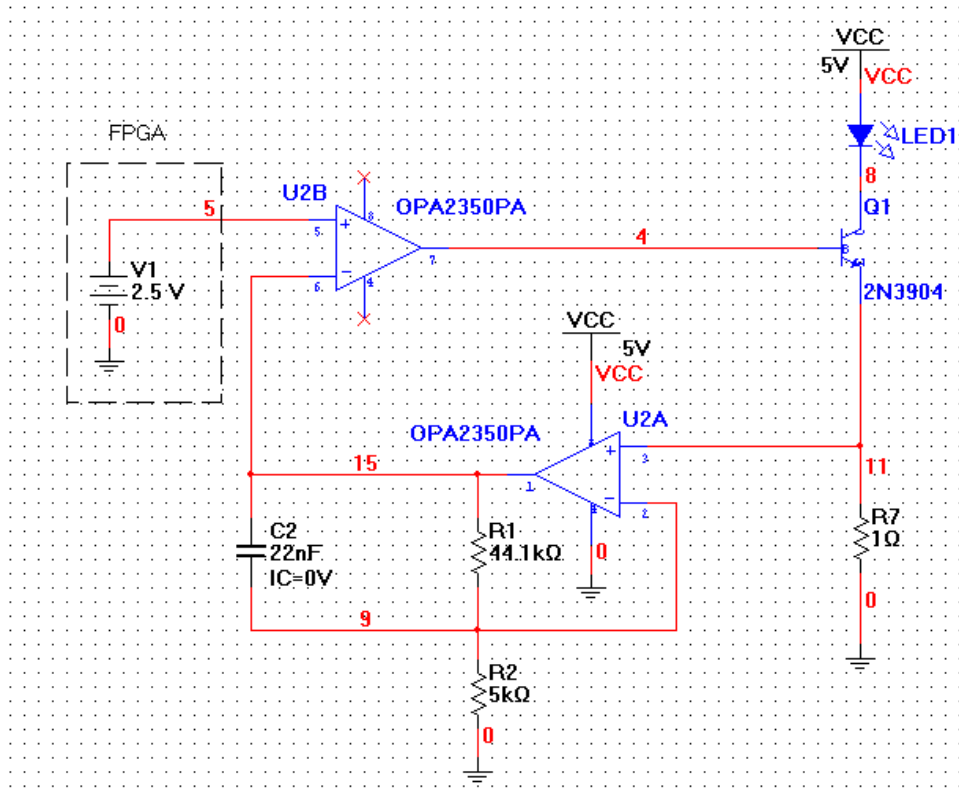 VCC
5V
VCC
LED1
8
FPGA
U2B
OPA2350PA
Q1
5
5
+
8
V1
2.5 V
0
6
−
4
7
4
B
2N3904
VCC
5V
VCC
OPA2350PA
U2A
15
1
+
3
−
2
11
0
C2
22nF
IC=0V
R1
44.1kΩ
R7
1Ω
0
9
R2
5kΩ
0